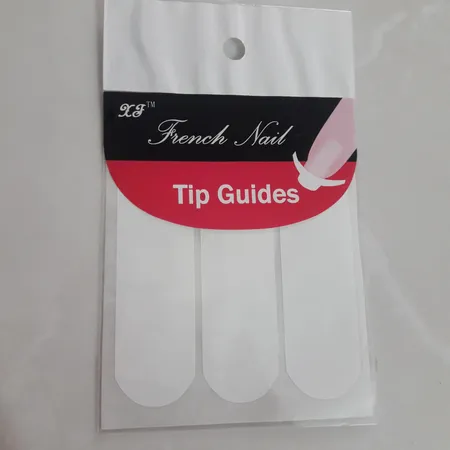 XF™
French Nail
Tip Guides